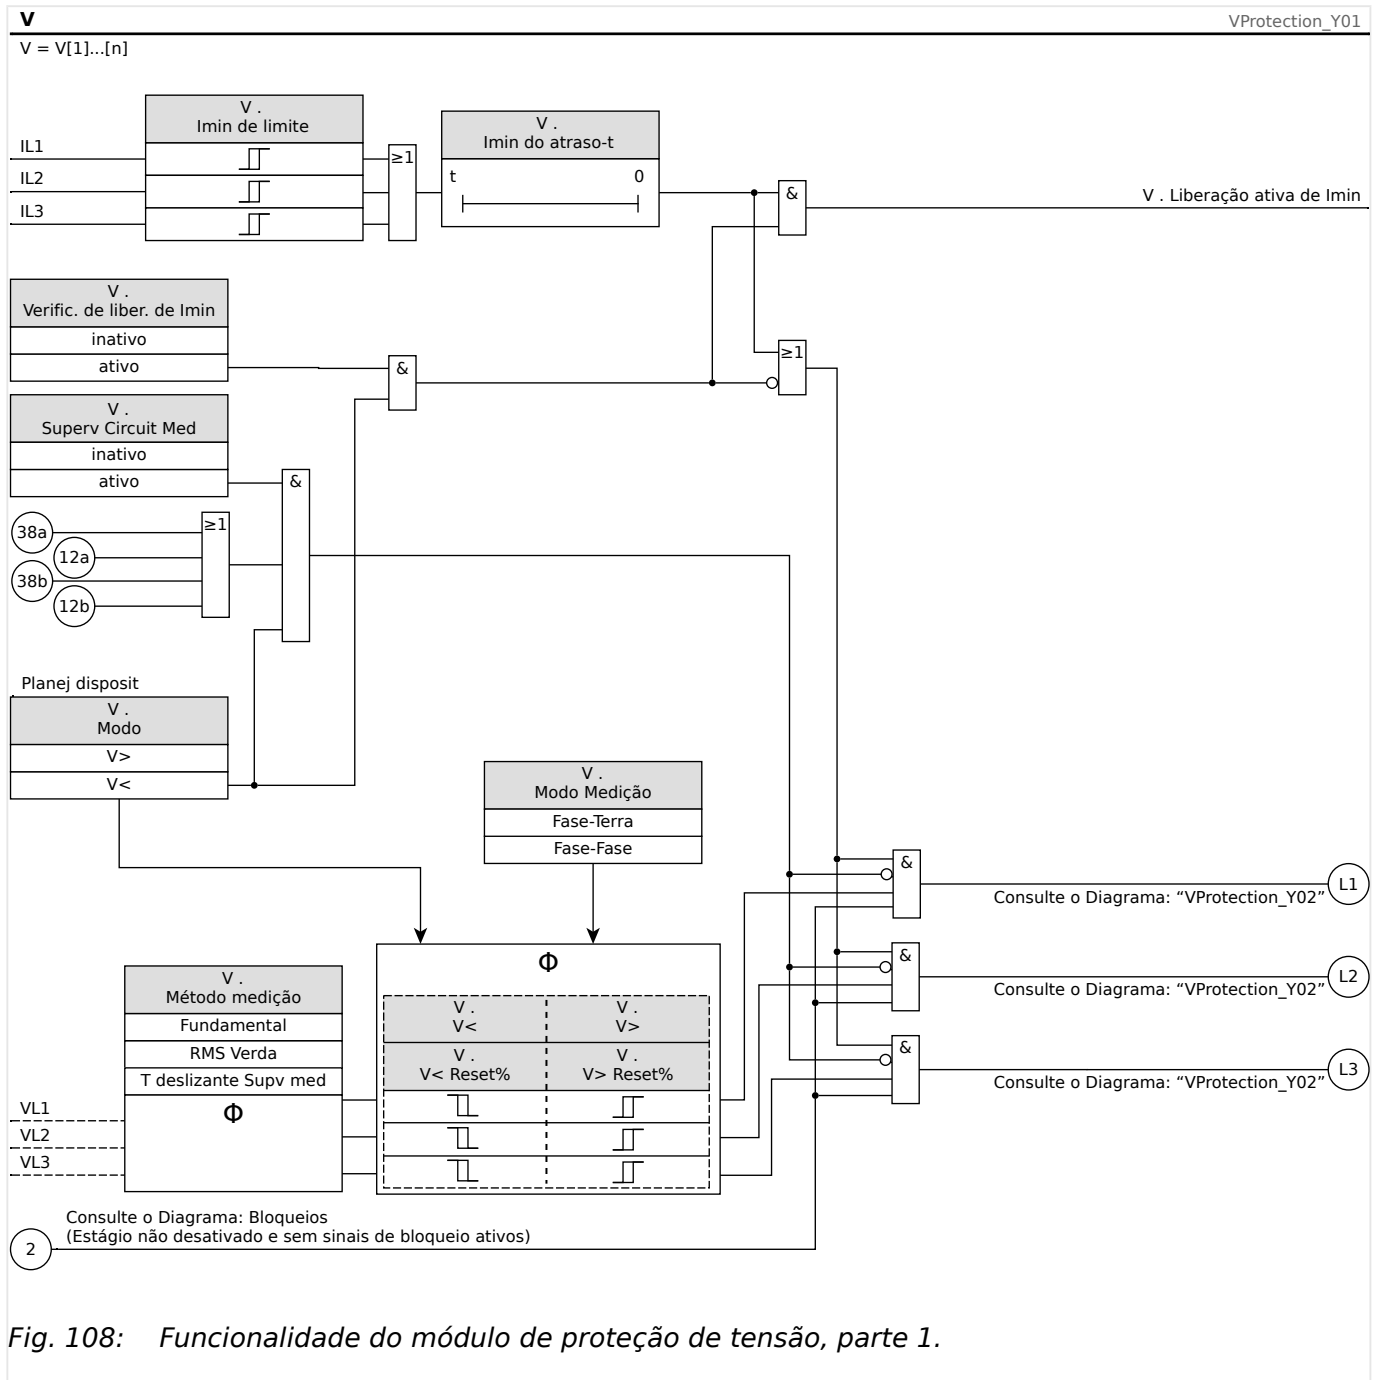 V
VProtection_Y01
V = V[1]...[n]
V .
Imin de limite
IL1
IL2
IL3
≥1
V .
Imin do atraso-t
t
0
&
V . Liberação ativa de Imin
V .
Verific. de liber. de Imin
inativo
ativo
&
≥1
V .
Superv Circuit Med
inativo
ativo
&
38a
12a
38b
12b
≥1
Planej disposit
V .
Modo
V>
V<
V .
Modo Medição
Fase-Terra
Fase-Fase
&
L1
Consulte o Diagrama: “VProtection_Y02”
&
L2
Consulte o Diagrama: “VProtection_Y02”
&
L3
Consulte o Diagrama: “VProtection_Y02”
V .
Método medição
Fundamental
RMS Verda
T deslizante Supv med
Φ
VL1
VL2
VL3
Φ
V .
V<
V .
V>
V .
V< Reset%
V .
V> Reset%
Consulte o Diagrama: Bloqueios
(Estágio não desativado e sem sinais de bloqueio ativos)
2
Fig. 108: Funcionalidade do módulo de proteção de tensão, parte 1.